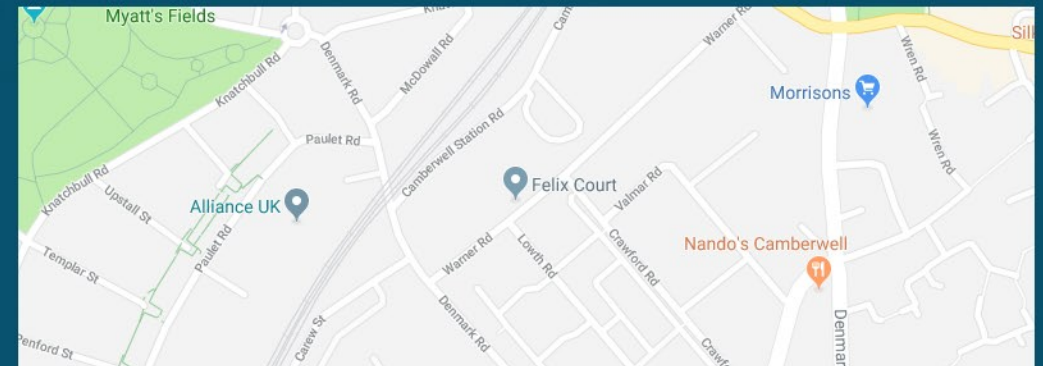 Myatt's Fields
Warner Rd
Wren Rd
Denmark Rd
McDowall Rd
Knatchbull Rd
Morrisons
Camberwell Station Rd
Paulet Rd
Wren Rd
Felix Court
Valmar Rd
Knatchbull Rd
Upstall St
Alliance UK
Paulet Rd
Warner Rd
Lowth Rd
Crawford Rd
Nando's Camberwell
Templar St
Denmark Rd
Carew St
Penford St